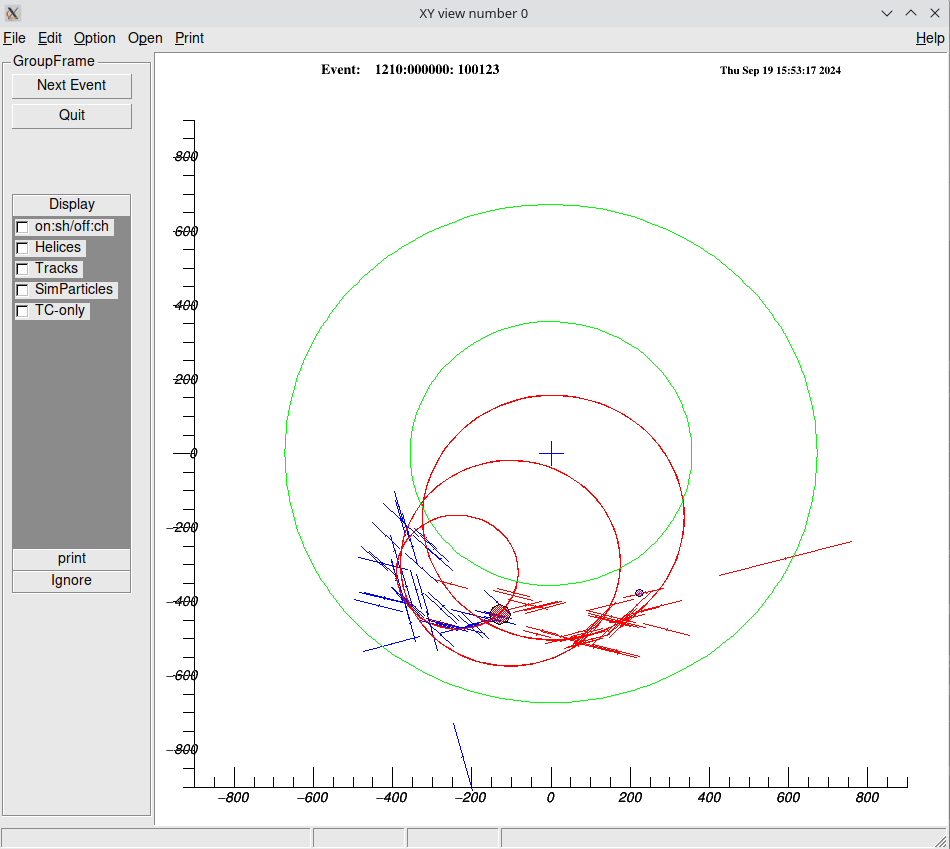 XY view number 0
File Edit Option Open Print Help
GroupFrame
Next Event
Quit
Display
on:sh/off:ch
Helices
Tracks
SimParticles
TC-only
print
Ignore
Event: 1210:000000: 100123
Thu Sep 19 15:53:17 2024
800
600
400
200
0
−200
−400
−600
−800
−800 −600 −400 −200 0 200 400 600 800